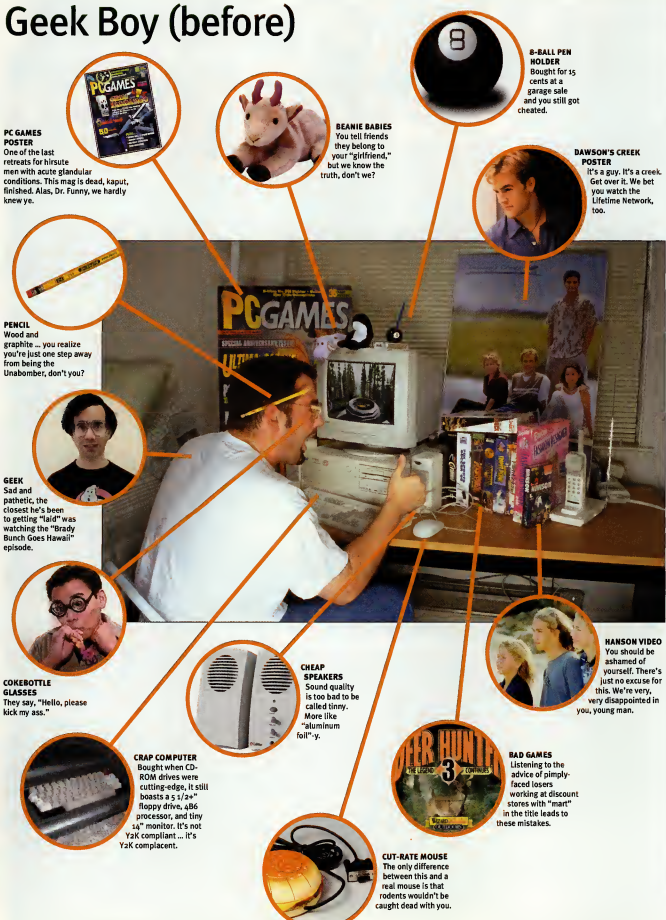 Geek Boy (before)
8
8-BALL PEN
HOLDER
Bought for 15
cents at a
garage sale
and you still got
cheated.
PC GAMES
PC GAMES
POSTER
One of the last
retreats for hirsute
men with acute glandular
conditions. This mag is dead, kaput,
finished. Alas, Dr. Funny, we hardly
knew ye.
BEANIE BABIES
You tell friends
they belong to
your "girlfriend,"
but we know the
truth, don't we?
DAWSON'S CREEK
POSTER
It's a guy. It's a creek.
Get over it. We bet
you watch the
Lifetime Network,
too.
PC GAMES
PENCIL
Wood and
graphite ... you realize
you're just one step away
from being the
Unabomber, don't you?
GEEK
Sad and
pathetic, the
closest he's been
to getting "laid" was
watching the "Brady
Bunch Goes Hawaii"
episode.
COKEBOTTLE
GLASSES
They say, "Hello, please
kick my ass."
CHEAP
SPEAKERS
Sound quality
is too bad to be
called tinny.
More like
"aluminum
foil"-y.
HANSON VIDEO
You should be
ashamed of
yourself. There's
just no excuse for
this. We're very,
very disappointed in
you, young man.
CRAP COMPUTER
Bought when CD-
ROM drives were
cutting-edge, it still
boasts a 5 1/2+"
floppy drive, 486
processor, and tiny
14" monitor. It's not
Y2K compliant ... it's
Y2K complacent.
DEER HUNTER
THE LEGEND 3 CONTINUES
BAD GAMES
Listening to the
advice of pimply-
faced losers
working at discount
stores with "mart"
in the title leads to
these mistakes.
CUT-RATE MOUSE
The only difference
between this and a
real mouse is that
rodents wouldn't be
caught dead with you.